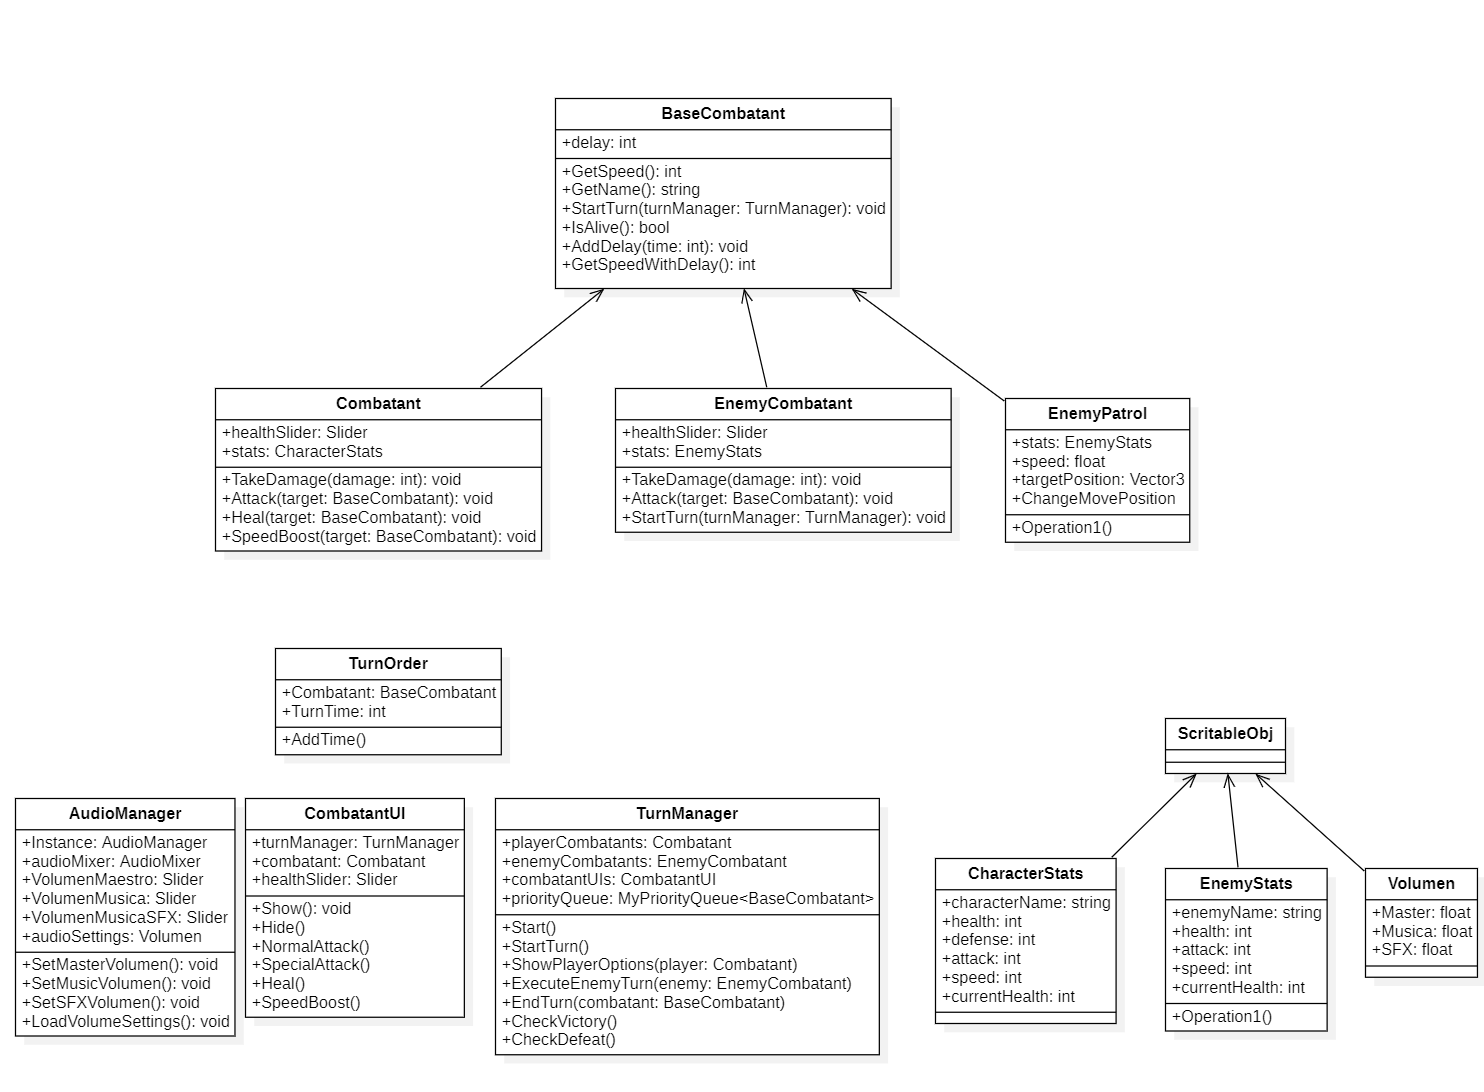 BaseCombatant
+delay: int
+GetSpeed(): int
+GetName(): string
+StartTurn(turnManager: TurnManager): void
+IsAlive(): bool
+AddDelay(time: int): void
+GetSpeedWithDelay(): int
Combatant
+healthSlider: Slider
+stats: CharacterStats
+TakeDamage(damage: int): void
+Attack(target: BaseCombatant): void
+Heal(target: BaseCombatant): void
+SpeedBoost(target: BaseCombatant): void
EnemyCombatant
+healthSlider: Slider
+stats: EnemyStats
+TakeDamage(damage: int): void
+Attack(target: BaseCombatant): void
+StartTurn(turnManager: TurnManager): void
EnemyPatrol
+stats: EnemyStats
+speed: float
+targetPosition: Vector3
+ChangeMovePosition
+Operation1()
TurnOrder
+Combatant: BaseCombatant
+TurnTime: int
+AddTime()
AudioManager
+Instance: AudioManager
+audioMixer: AudioMixer
+VolumenMaestro: Slider
+VolumenMusica: Slider
+VolumenMusicaSFX: Slider
+audioSettings: Volumen
+SetMasterVolumen(): void
+SetMusicVolumen(): void
+SetSFXVolumen(): void
+LoadVolumeSettings(): void
CombatantUI
+turnManager: TurnManager
+combatant: Combatant
+healthSlider: Slider
+Show(): void
+Hide()
+NormalAttack()
+SpecialAttack()
+Heal()
+SpeedBoost()
TurnManager
+playerCombatants: Combatant
+enemyCombatants: EnemyCombatant
+combatantUIs: CombatantUI
+priorityQueue: MyPriorityQueue<BaseCombatant>
+Start()
+StartTurn()
+ShowPlayerOptions(player: Combatant)
+ExecuteEnemyTurn(enemy: EnemyCombatant)
+EndTurn(combatant: BaseCombatant)
+CheckVictory()
+CheckDefeat()
ScritableObj
CharacterStats
+characterName: string
+health: int
+defense: int
+attack: int
+speed: int
+currentHealth: int
EnemyStats
+enemyName: string
+health: int
+attack: int
+speed: int
+currentHealth: int
+Operation1()
Volumen
+Master: float
+Musica: float
+SFX: float